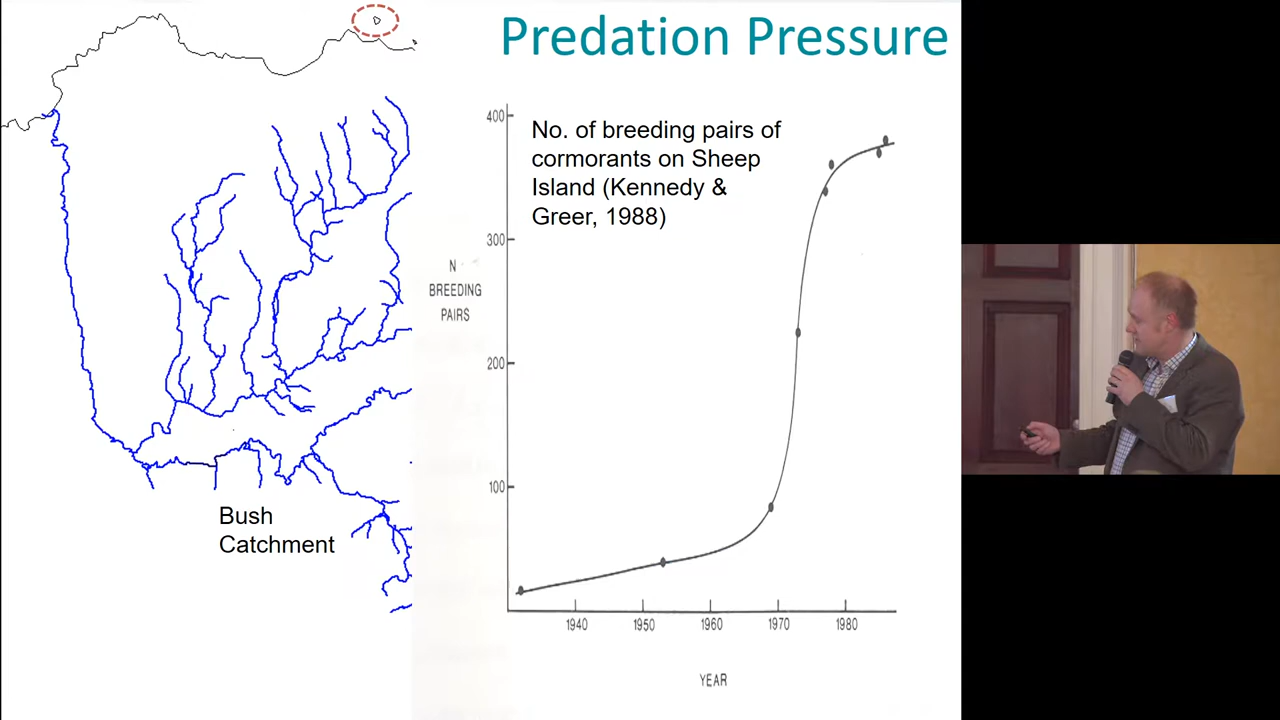 Predation Pressure
No. of breeding pairs of
cormorants on Sheep
Island (Kennedy &
Greer, 1988)
400
300
200
100
N
BREEDING
PAIRS
1940 1950 1960 1970 1980
YEAR
Bush
Catchment